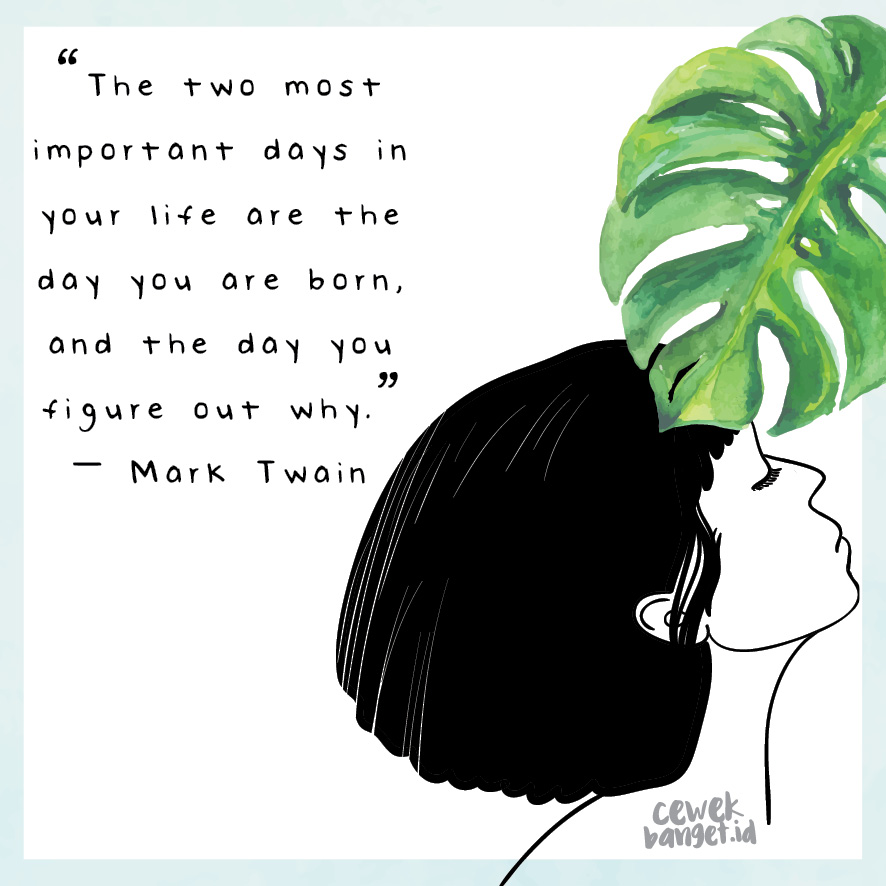 “The two most
important days in
your life are the
day you are born,
and the day you
figure out why.”
— Mark Twain
cewek
banget.id